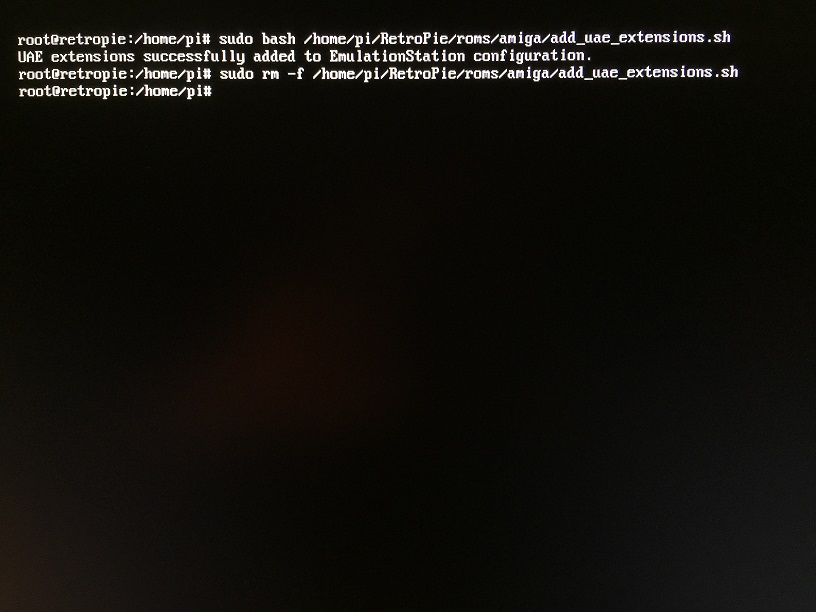 root@retropie:/home/pi# sudo bash /home/pi/RetroPie/roms/amiga/add_uae_extensions.sh
UAE extensions successfully added to EmulationStation configuration.
root@retropie:/home/pi# sudo rm -f /home/pi/RetroPie/roms/amiga/add_uae_extensions.sh
root@retropie:/home/pi#